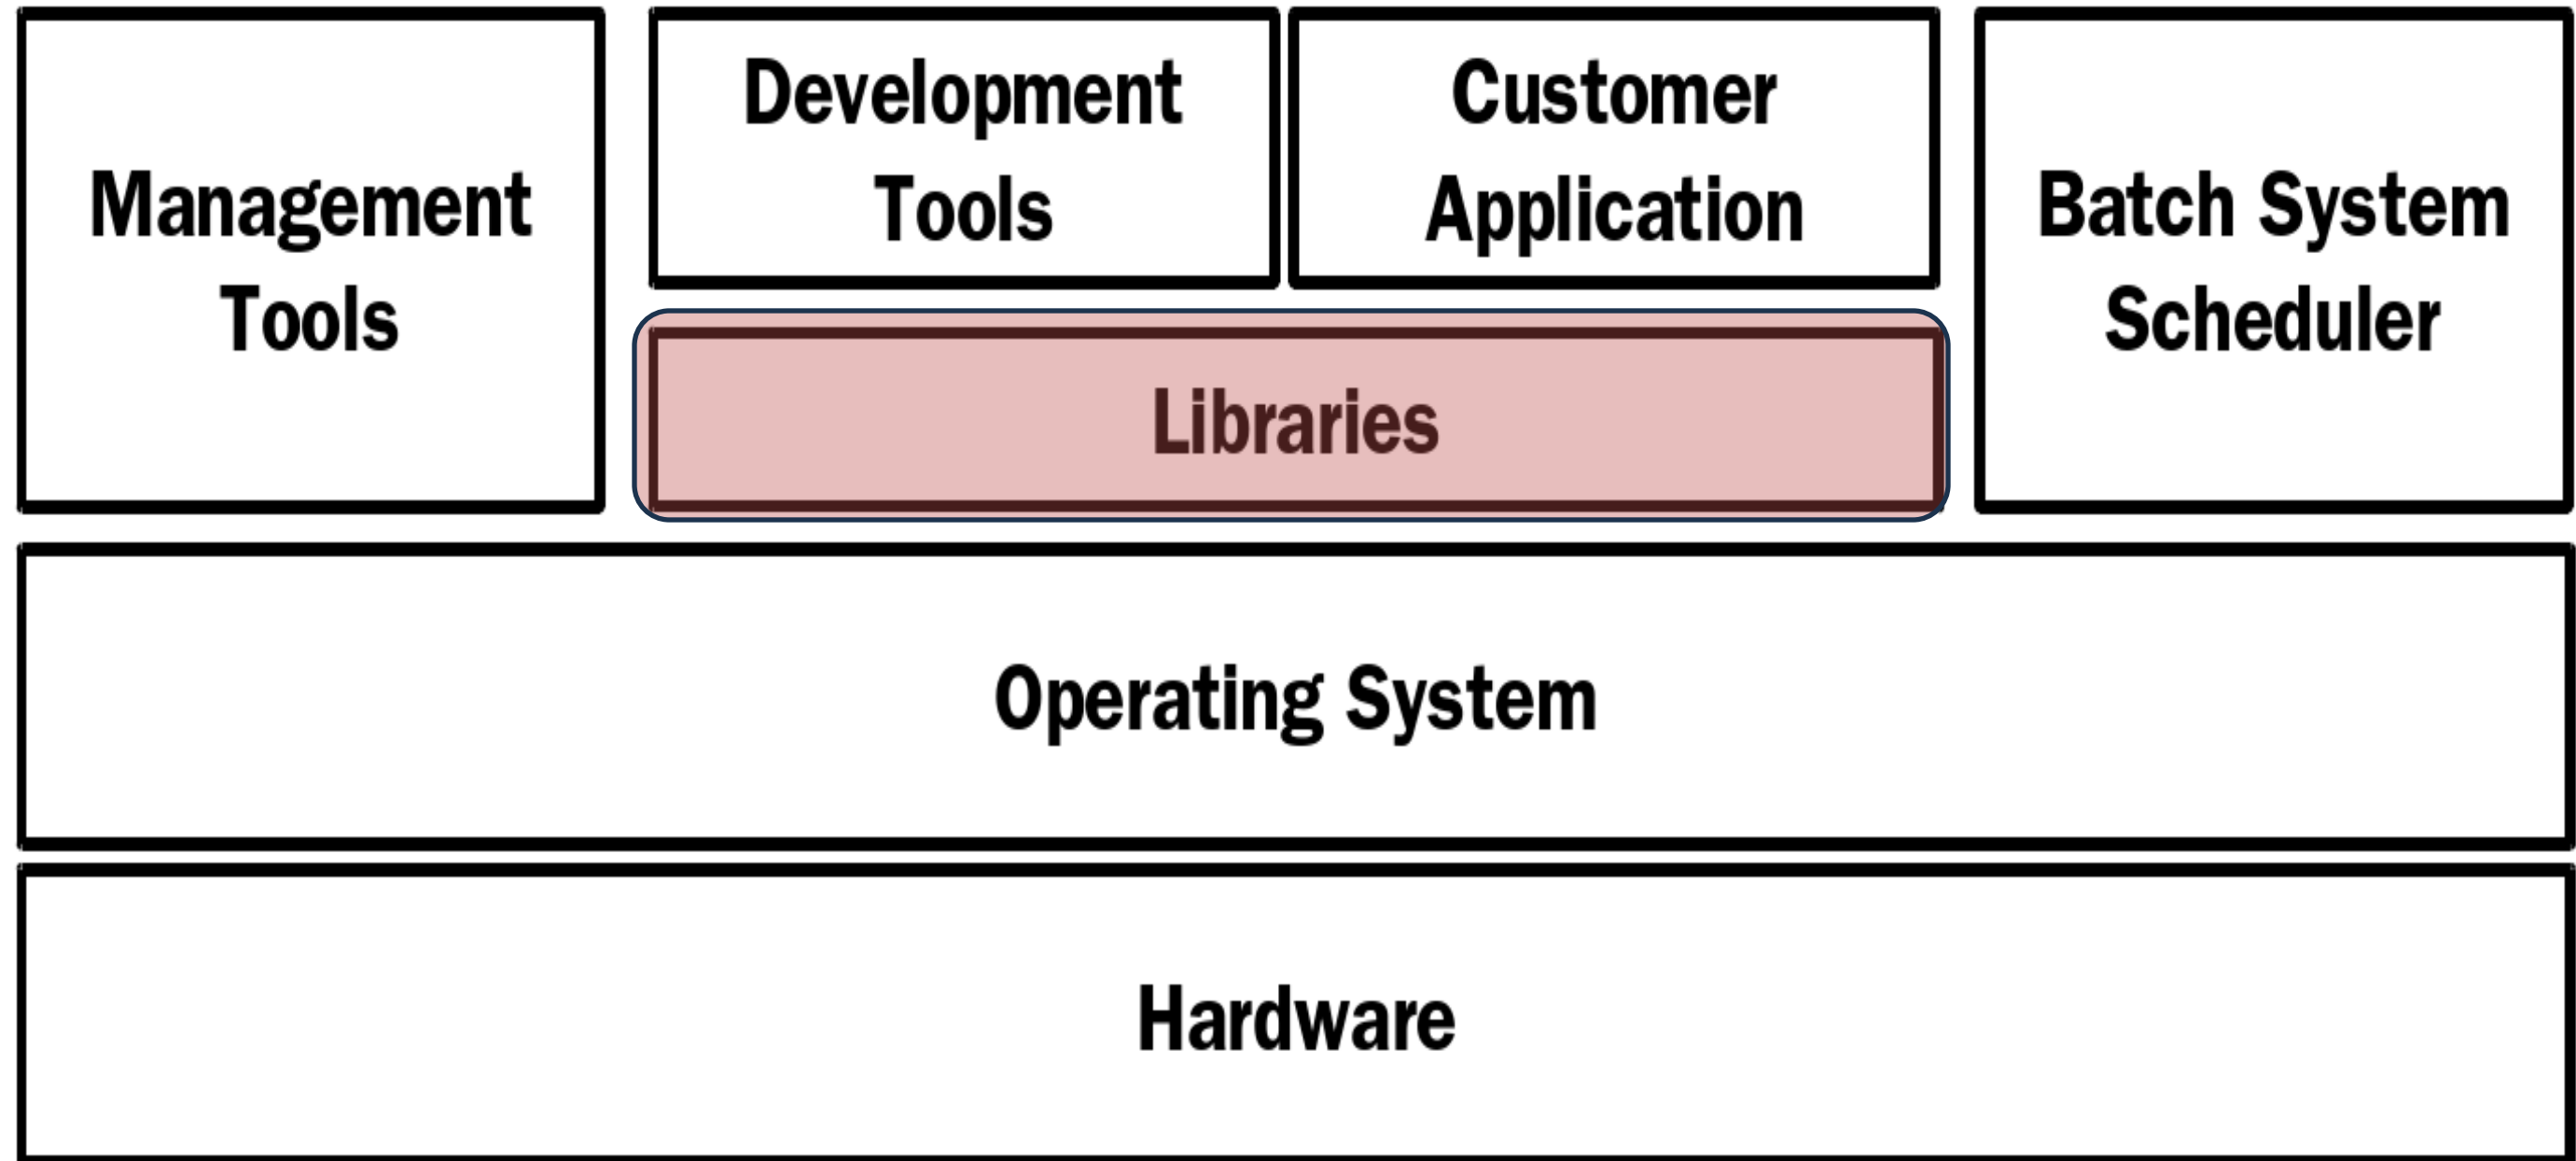 Management
Tools
Development
Tools
Customer
Application
Batch System
Scheduler
Libraries
Operating System
Hardware